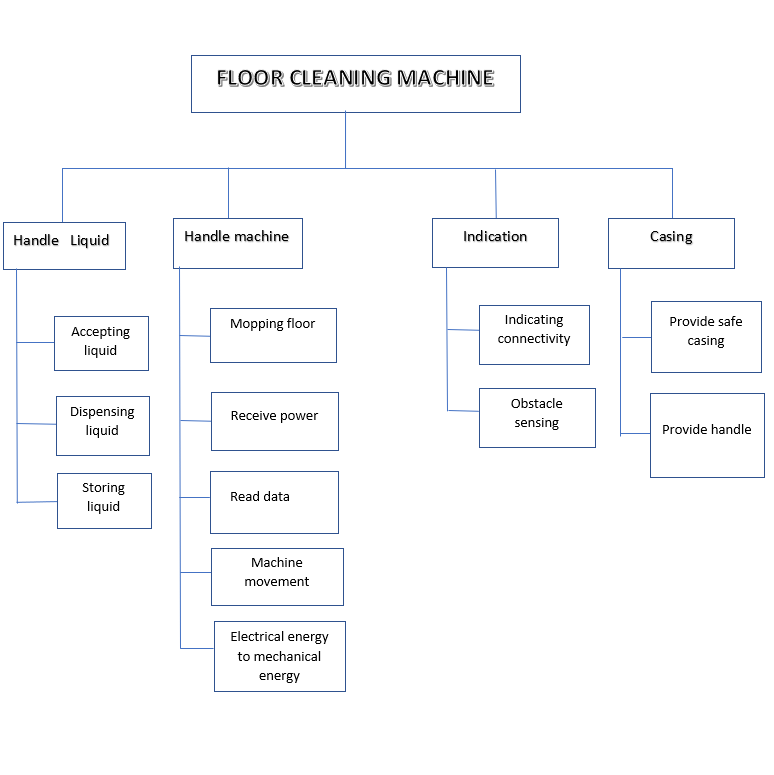 FLOOR CLEANING MACHINE
Handle Liquid
Accepting
liquid
Dispensing
liquid
Storing
liquid
Handle machine
Mopping floor
Receive power
Read data
Machine
movement
Electrical energy
to mechanical
energy
Indication
Indicating
connectivity
Obstacle
sensing
Casing
Provide safe
casing
Provide handle